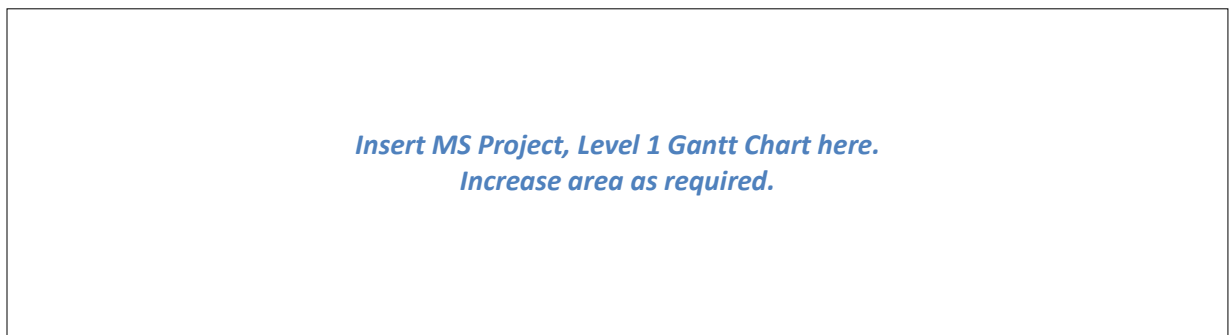 Insert MS Project, Level 1 Gantt Chart here.
Increase area as required.